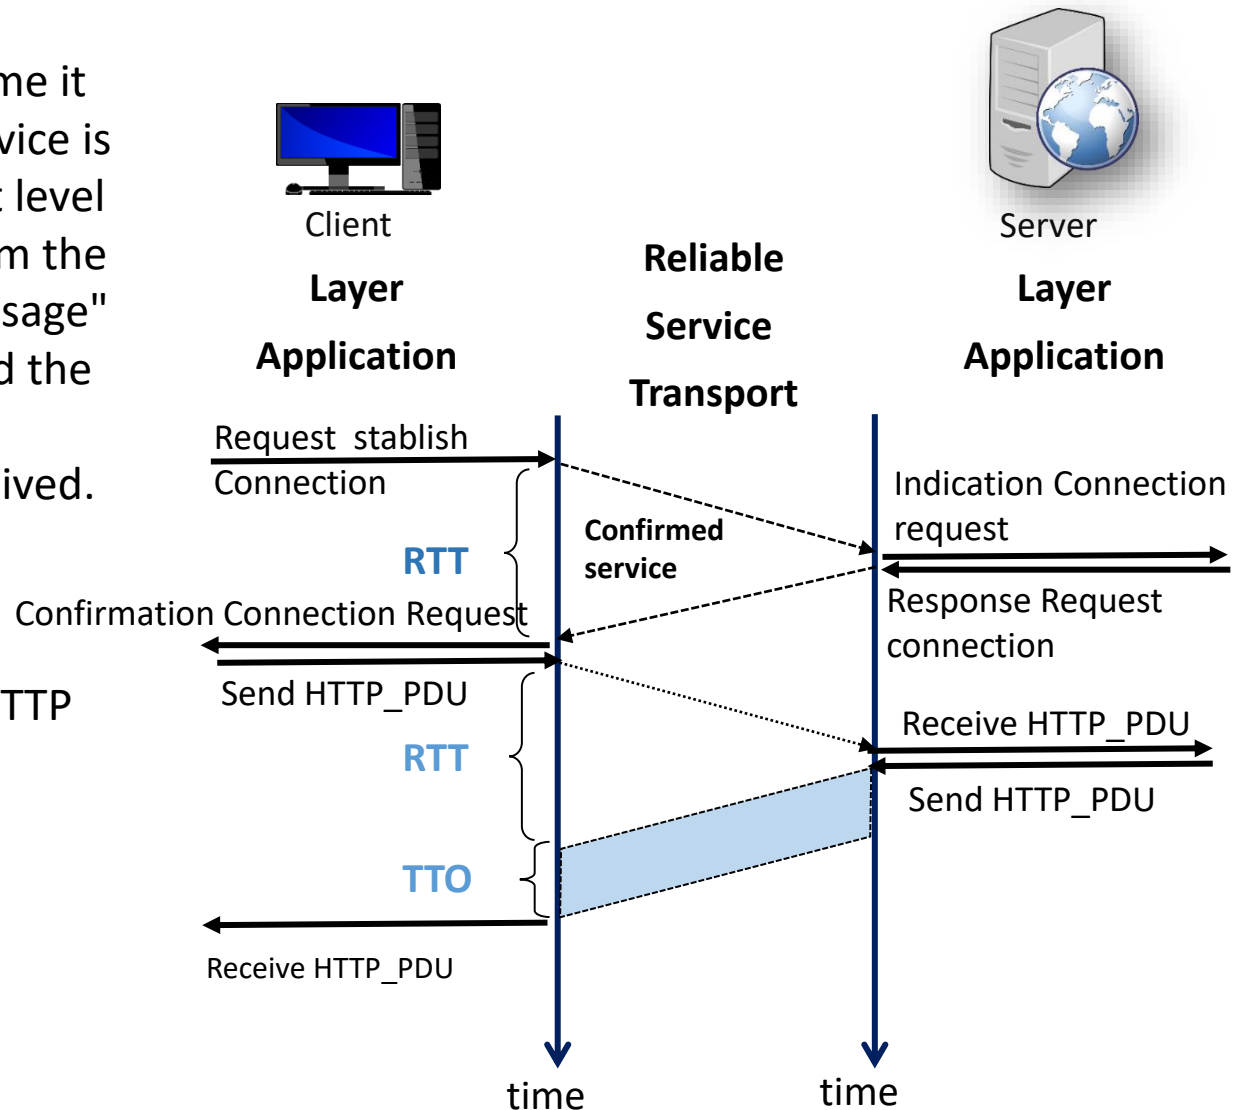 me it
vice is
t level
m the
sage"
d the
ived.
TTP
Client
Server
Layer
Application
Reliable
Service
Transport
Layer
Application
Request stablish
Connection
Indication Connection
request
Confirmed
service
RTT
Response Request
connection
Confirmation Connection Request
Send HTTP_PDU
Receive HTTP_PDU
RTT
Send HTTP_PDU
TTO
Receive HTTP_PDU
time
time